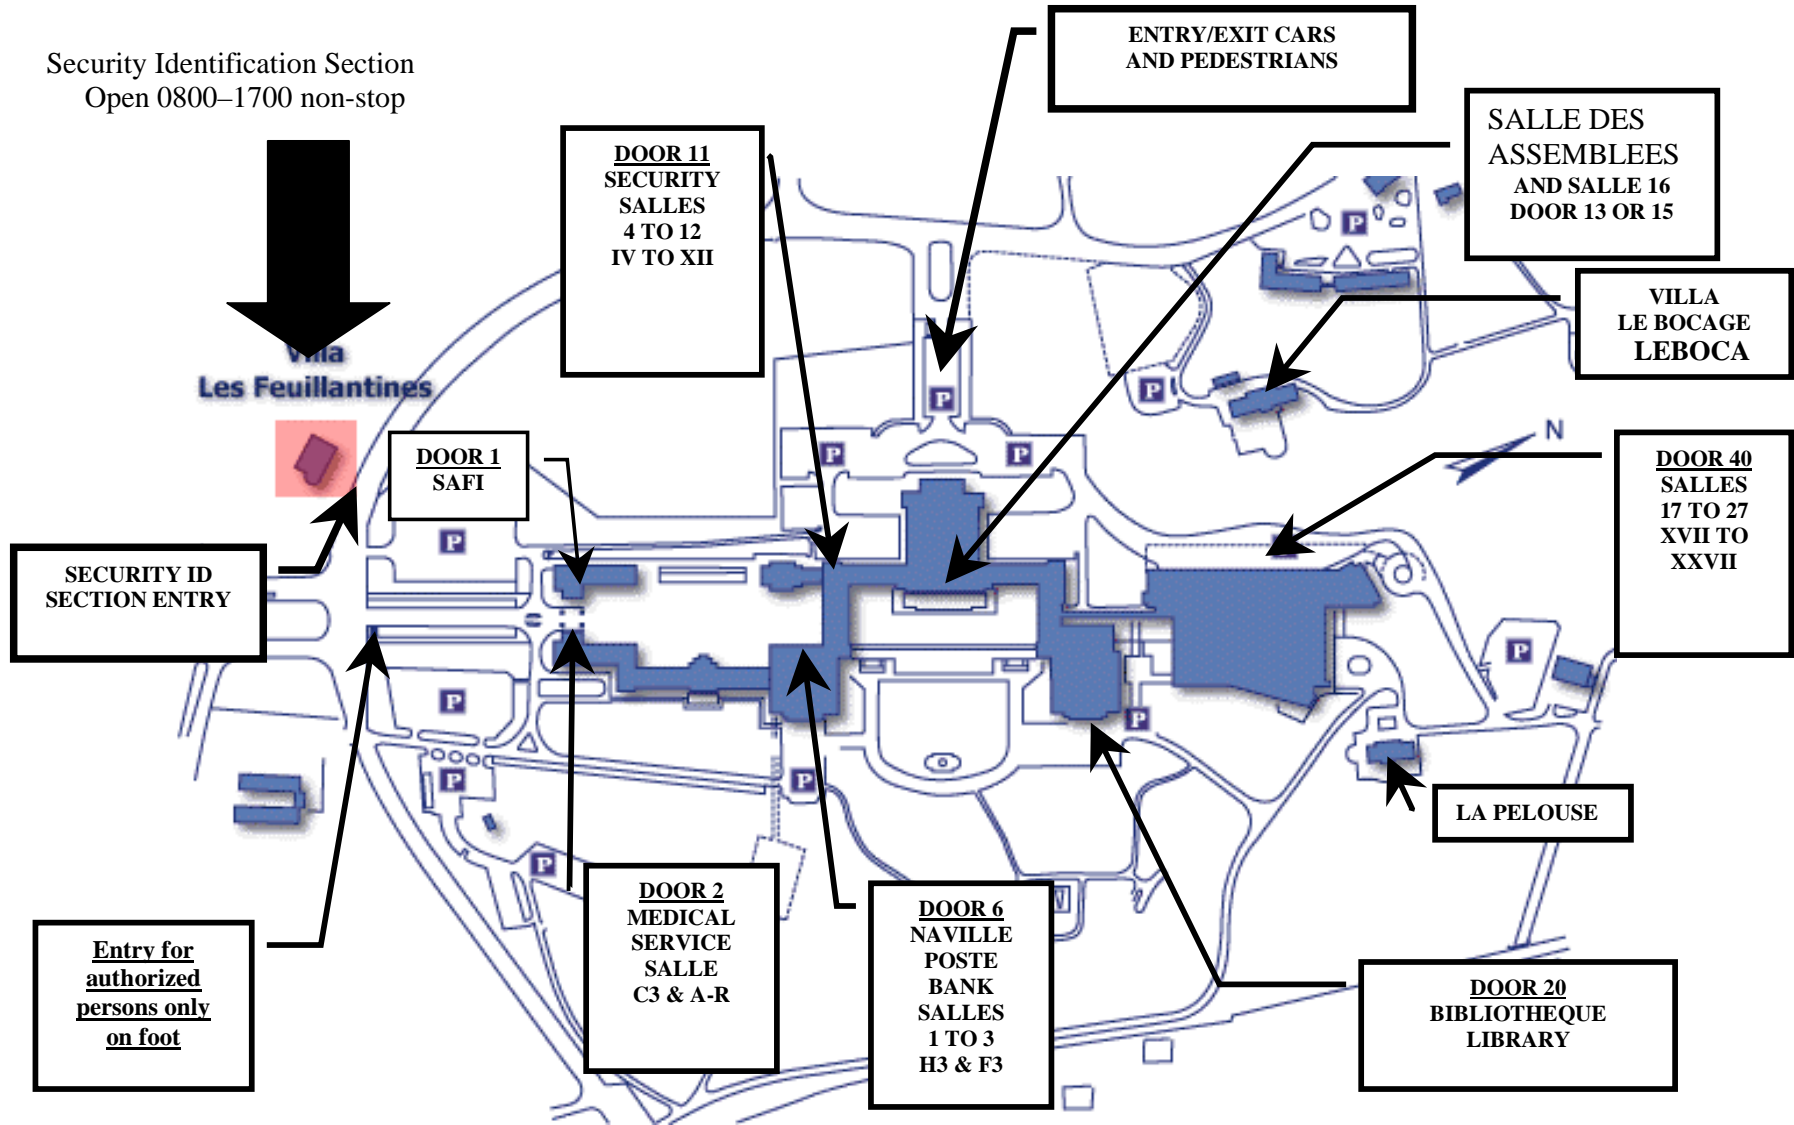 Security Identification Section
Open 0800–1700 non-stop
ENTRY/EXIT CARS
AND PEDESTRIANS
SALLE DES
ASSEMBLEES
AND SALLE 16
DOOR 13 OR 15
DOOR 11
SECURITY
SALLES
4 TO 12
IV TO XII
VILLA
LE BOCAGE
LEBOCA
Villa
Les Feuillantines
DOOR 1
SAFI
N
DOOR 40
SALLES
17 TO 27
XVII TO
XXVII
SECURITY ID
SECTION ENTRY
P
P
P
P
P
P
P
P
P
P
P
P
LA PELOUSE
Entry for
authorized
persons only
on foot
DOOR 2
MEDICAL
SERVICE
SALLE
C3 & A-R
DOOR 6
NAVILLE
POSTE
BANK
SALLES
1 TO 3
H3 & F3
DOOR 20
BIBLIOTHEQUE
LIBRARY